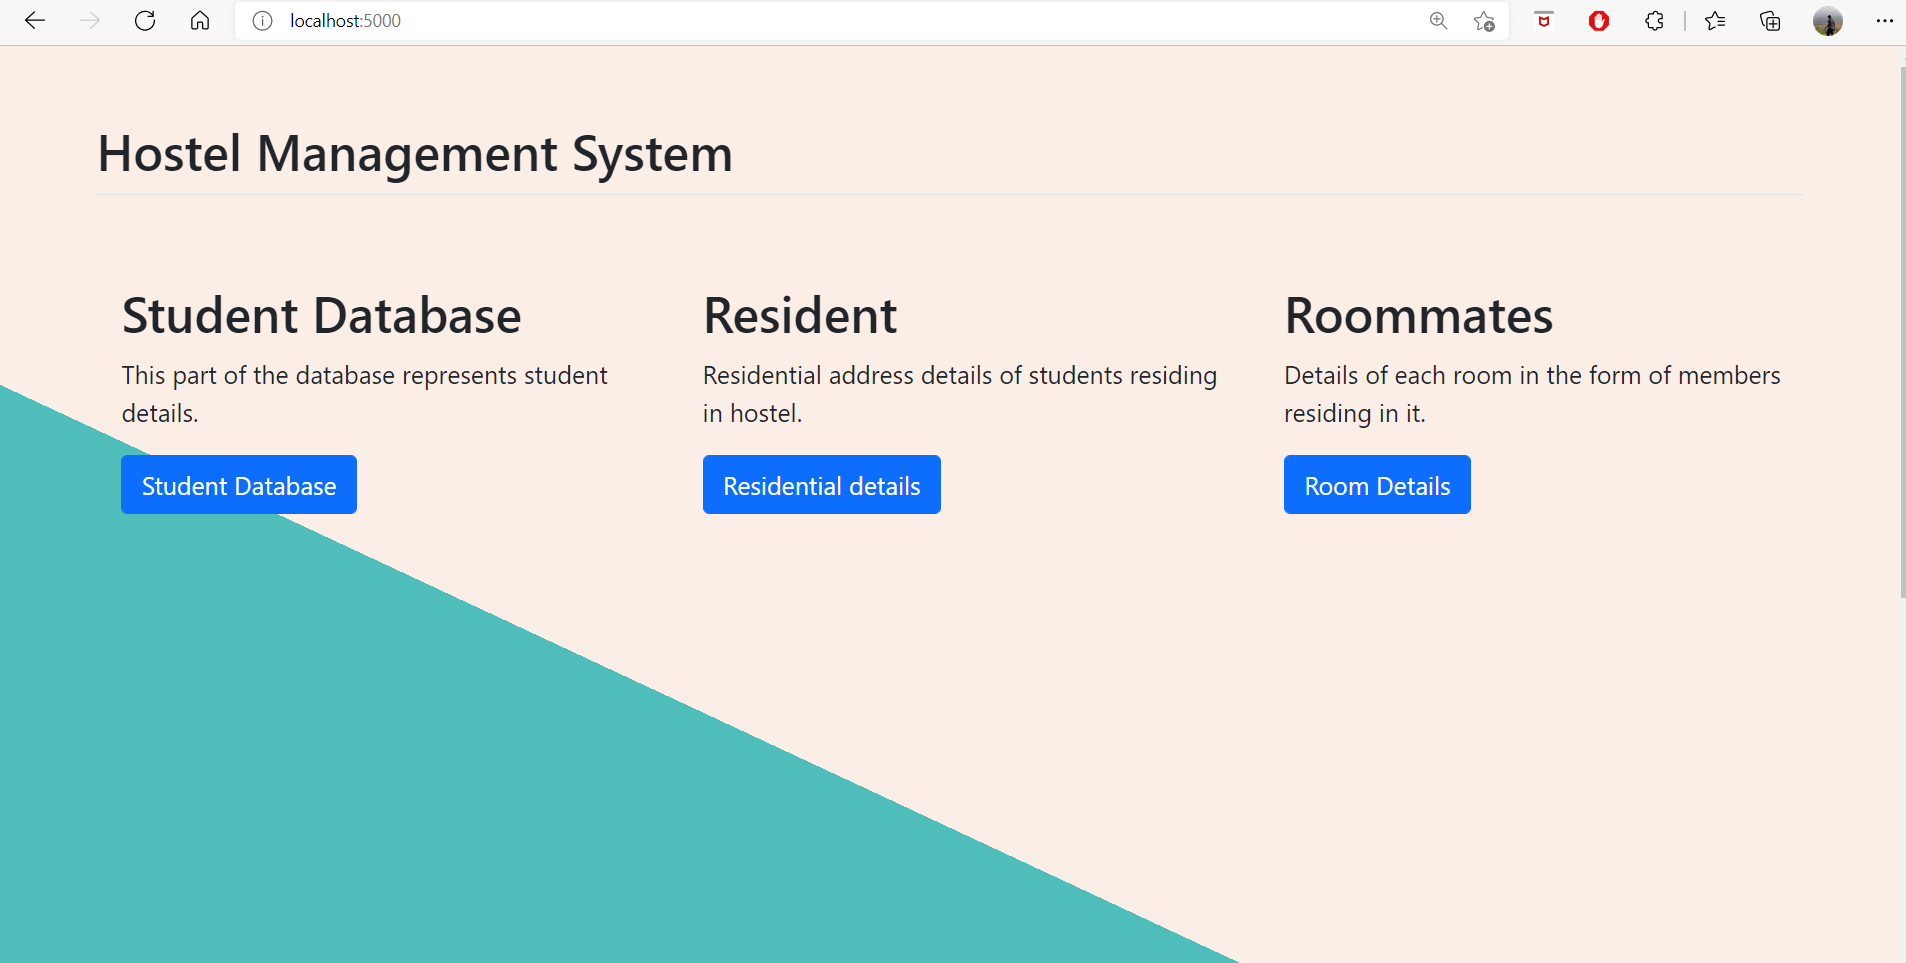 localhost:5000
Hostel Management System
Student Database
This part of the database represents student
details.
Student Database
Resident
Residential address details of students residing
in hostel.
Residential details
Roommates
Details of each room in the form of members
residing in it.
Room Details